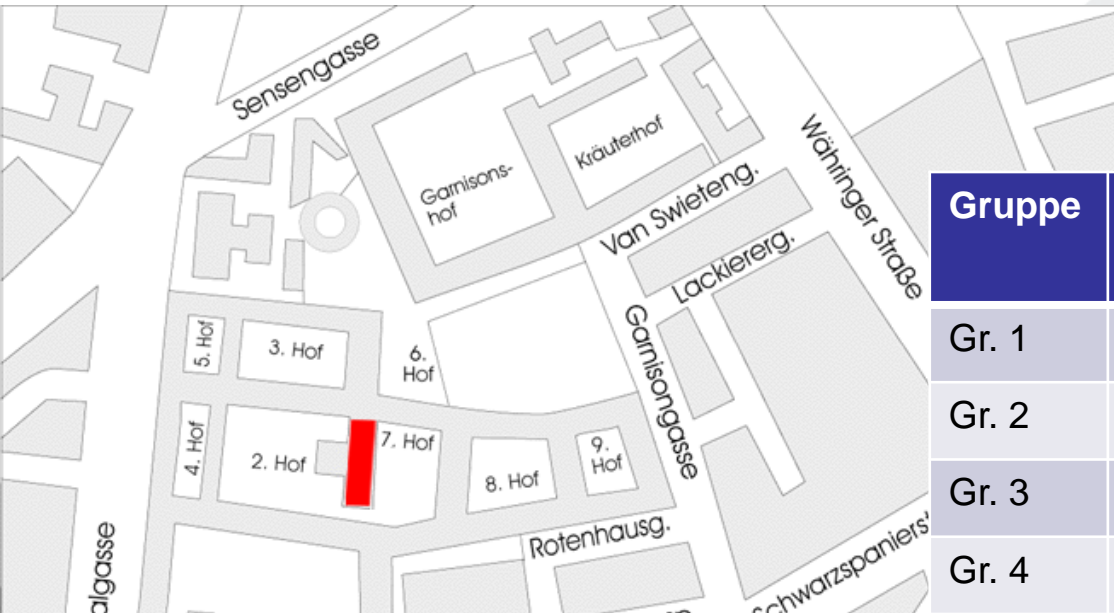 Sensengasse
Garnisons-
hof
Kräuterhof
Währinger Straße
Van Swieteng.
Lackiererg.
Garnisongasse
5. Hof
3. Hof
6.
Hof
4. Hof
2. Hof
7. Hof
8. Hof
9.
Hof
Rotenhausg.
Gruppe
Gr. 1
Gr. 2
Gr. 3
Gr. 4